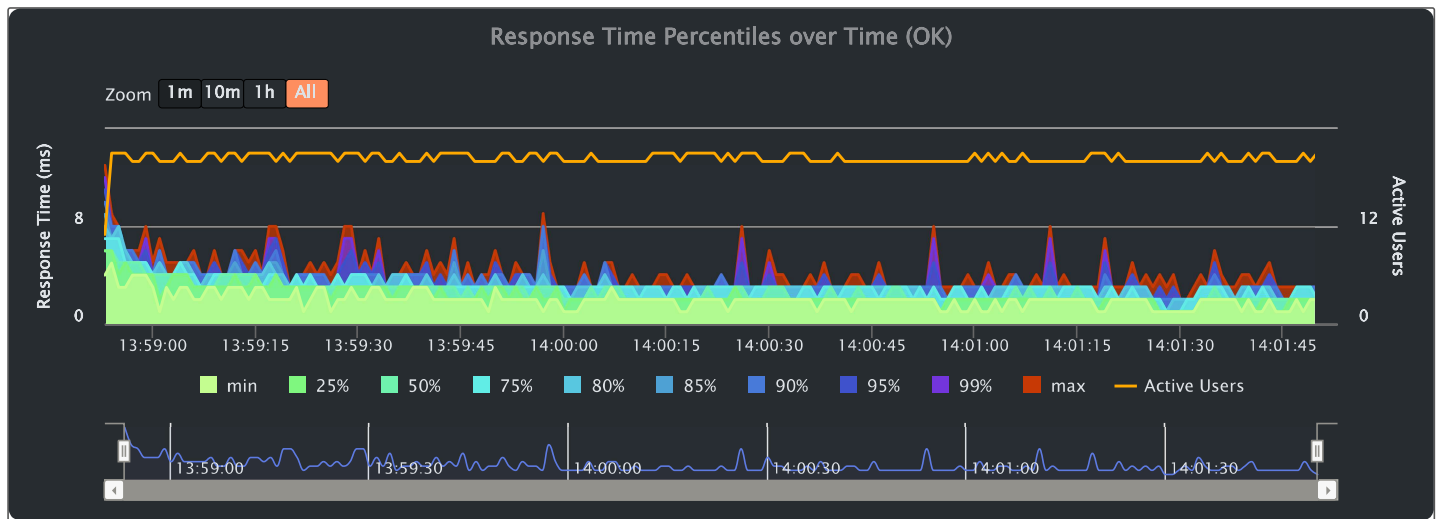 Response Time Percentiles over Time (OK)
Zoom 1m 10m 1h All
Response Time (ms)
8
0
Active Users
12
0
13:59:00 13:59:15 13:59:30 13:59:45 14:00:00 14:00:15 14:00:30 14:00:45 14:01:00 14:01:15 14:01:30 14:01:45
min 25% 50% 75% 80% 85% 90% 95% 99% max Active Users
13:59:00 13:59:30 14:00:00 14:00:30 14:01:00 14:01:30